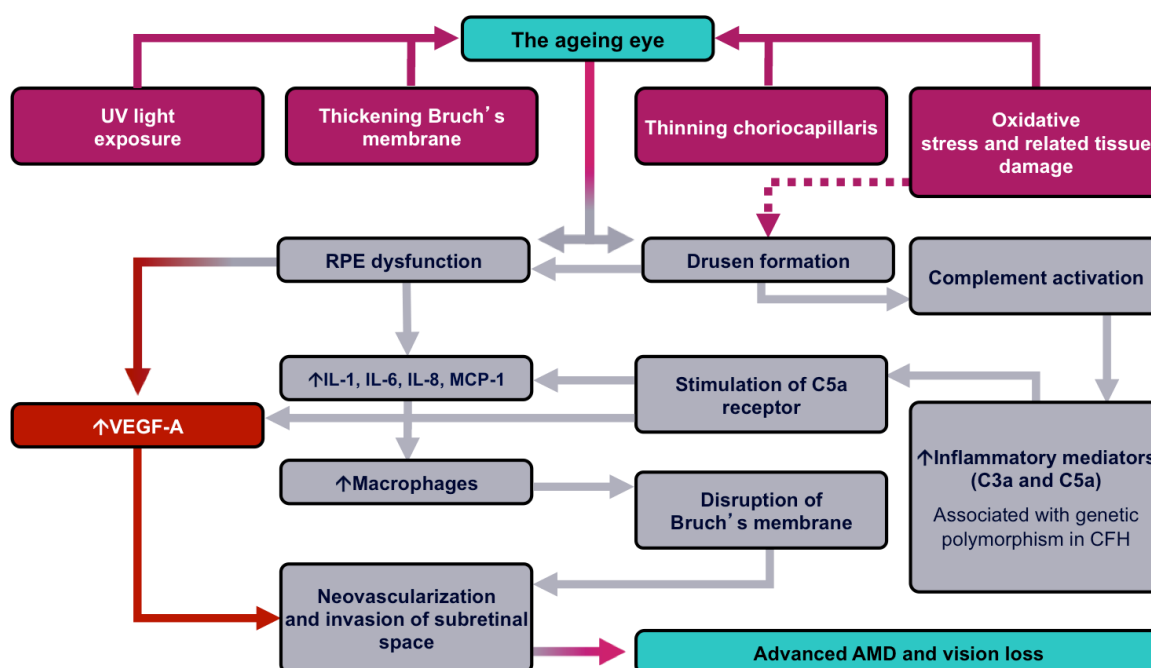 The ageing eye
UV light
exposure
Thickening Bruch's
membrane
Thinning choriocapillaris
Oxidative
stress and related tissue
damage
RPE dysfunction
Drusen formation
Complement activation
↑IL-1, IL-6, IL-8, MCP-1
Stimulation of C5a
receptor
↑VEGF-A
↑Inflammatory mediators
(C3a and C5a)
Associated with genetic
polymorphism in CFH
↑Macrophages
Disruption of
Bruch's membrane
Neovascularization
and invasion of subretinal
space
Advanced AMD and vision loss